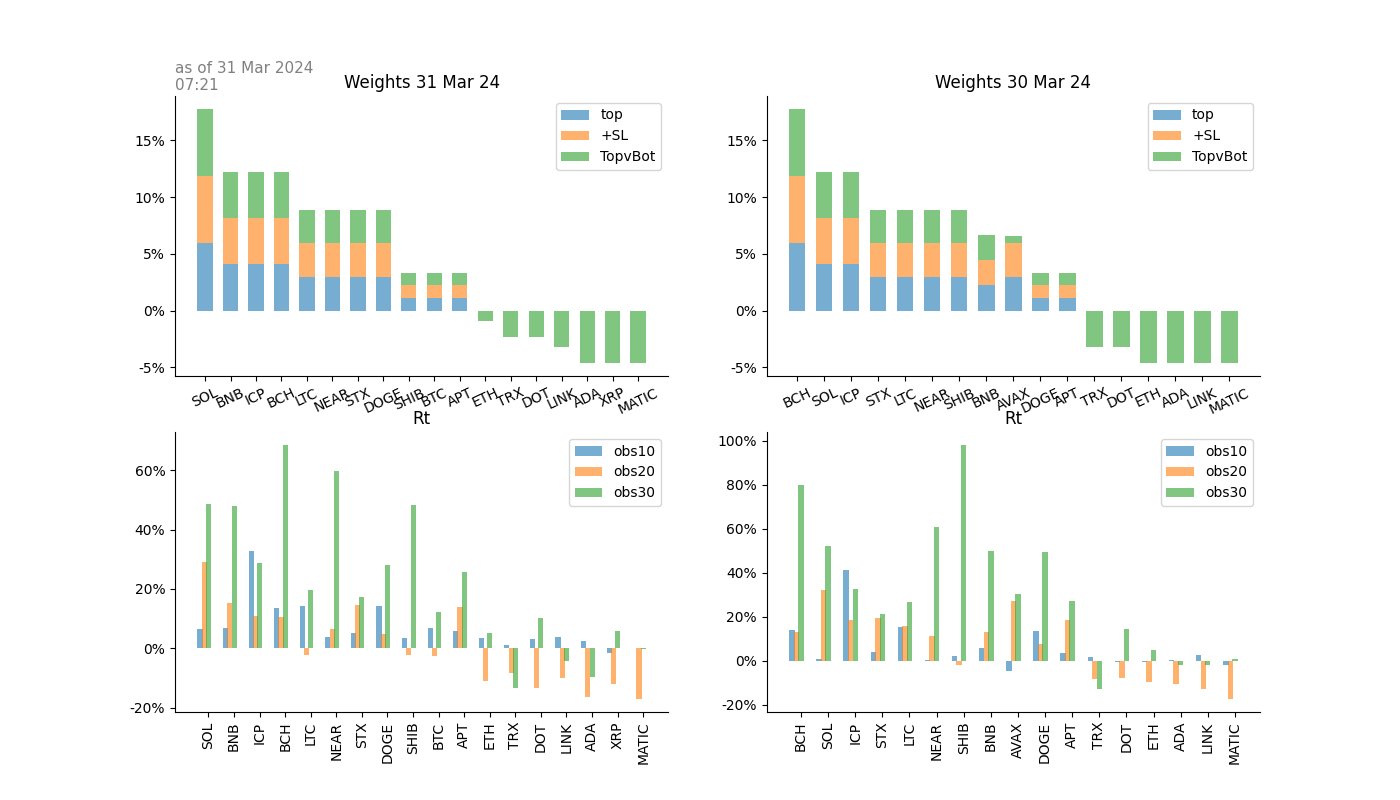 as of 31 Mar 2024
07:21
Weights 31 Mar 24
15%
10%
5%
0%
-5%
top
+SL
TopvBot
SOL BNB ICP BCH LTC NEAR STX DOGE SHIB BTC APT ETH TRX DOT LINK ADA XRP MATIC
Weights 30 Mar 24
15%
10%
5%
0%
-5%
top
+SL
TopvBot
BCH SOL ICP STX LTC NEAR SHIB BNB AVAX DOGE APT TRX DOT ETH ADA LINK MATIC
Rt
60%
40%
20%
0%
-20%
obs10
obs20
obs30
SOL BNB ICP BCH LTC NEAR STX DOGE SHIB BTC APT ETH TRX DOT LINK ADA XRP MATIC
Rt
100%
80%
60%
40%
20%
0%
-20%
obs10
obs20
obs30
BCH SOL ICP STX LTC NEAR SHIB BNB AVAX DOGE APT TRX DOT ETH ADA LINK MATIC